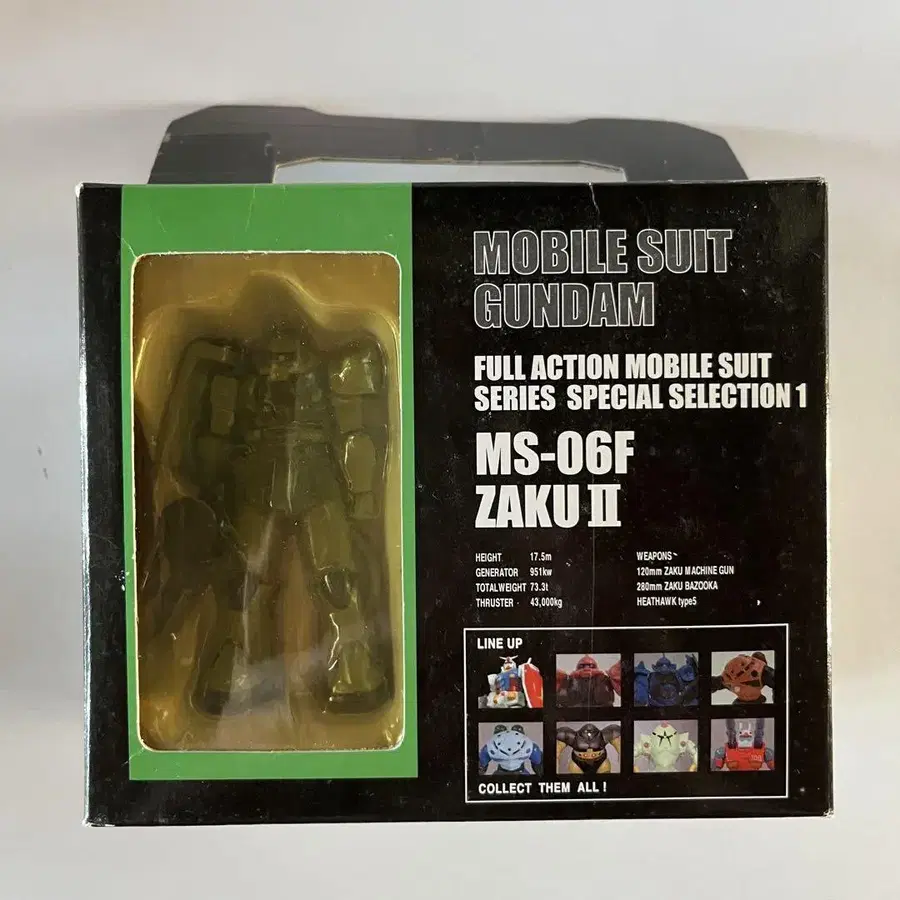 MOBILE SUIT
GUNDAM
FULL ACTION MOBILE SUIT
SERIES SPECIAL SELECTION 1
MS-06F
ZAKU II
HEIGHT 17.5m
GENERATOR 951kw
TOTALWEIGHT 73.3t
THRUSTER 43,000kg
WEAPONS
120mm ZAKU MACHINE GUN
280mm ZAKU BAZOOKA
HEATHAWK type5
LINE UP
COLLECT THEM ALL!